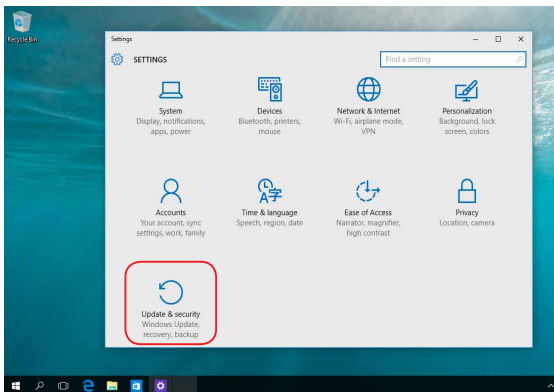 Recycle Bin
Settings
SETTINGS
Find a setting
System
Display, notifications,
apps, power
Devices
Bluetooth, printers,
mouse
Network & Internet
Wi-Fi, airplane mode,
VPN
Personalization
Background, lock
screen, colors
Accounts
Your account, sync
settings, work, family
Time & language
Speech, region, date
Ease of Access
Narrator, magnifier,
high contrast
Privacy
Location, camera
Update & security
Windows Update,
recovery, backup